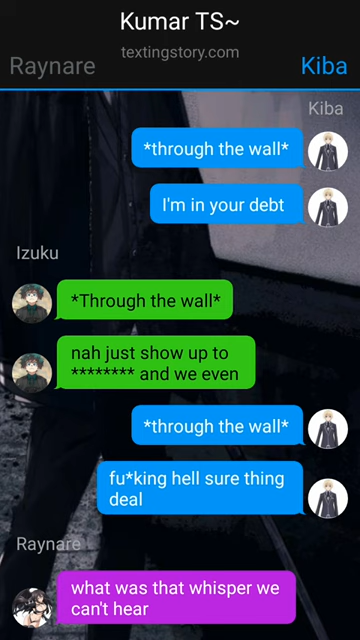 Kumar TS~
textingstory.com
Raynare
Kiba
Kiba
*through the wall*
I'm in your debt
Izuku
*Through the wall*
nah just show up to
******** and we even
*through the wall*
fu*king hell sure thing
deal
Raynare
what was that whisper we
can't hear